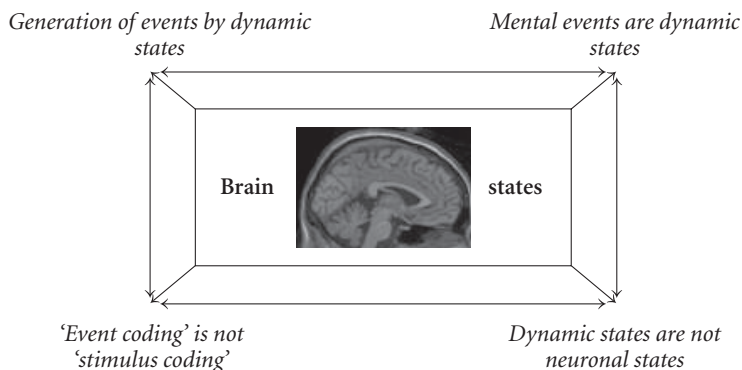 Generation of events by dynamic
states
Mental events are dynamic
states
Brain
states
‘Event coding’ is not
‘stimulus coding’
Dynamic states are not
neuronal states